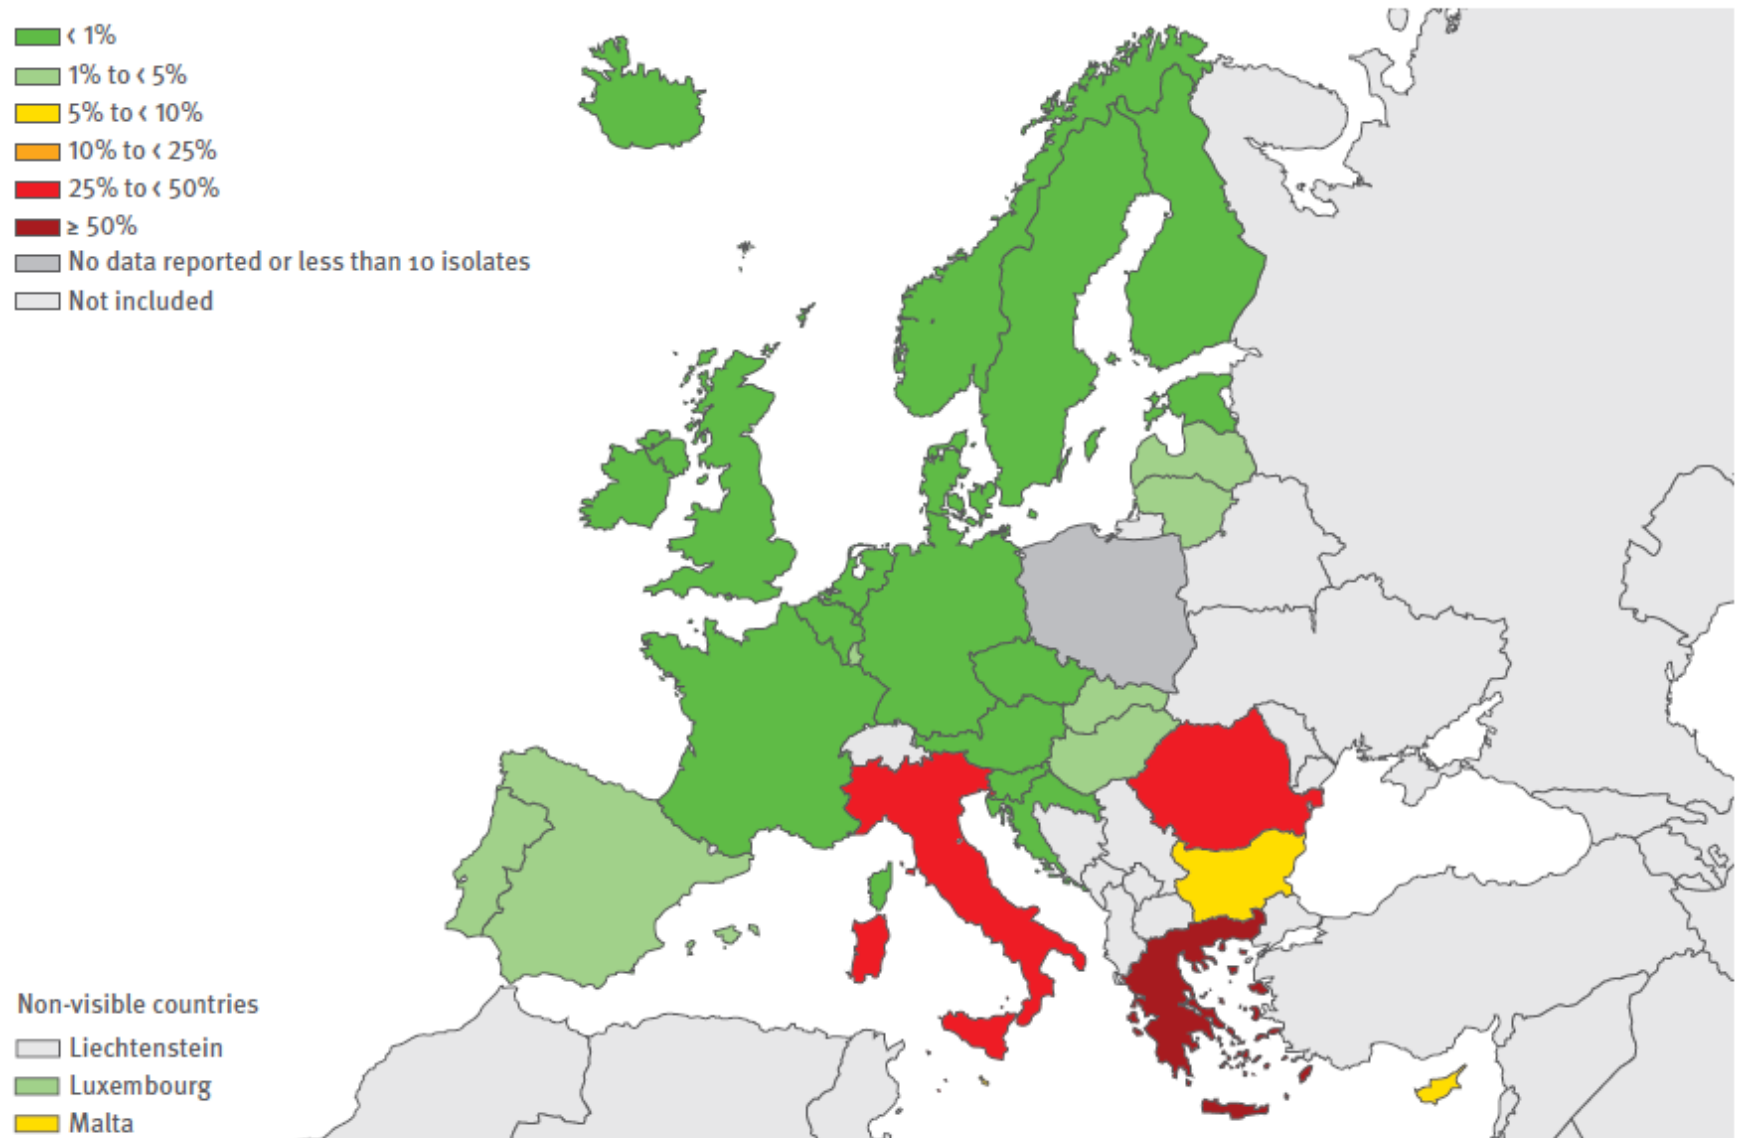 < 1%
1% to < 5%
5% to < 10%
10% to < 25%
25% to < 50%
≥ 50%
No data reported or less than 10 isolates
Not included
Non-visible countries
Liechtenstein
Luxembourg
Malta